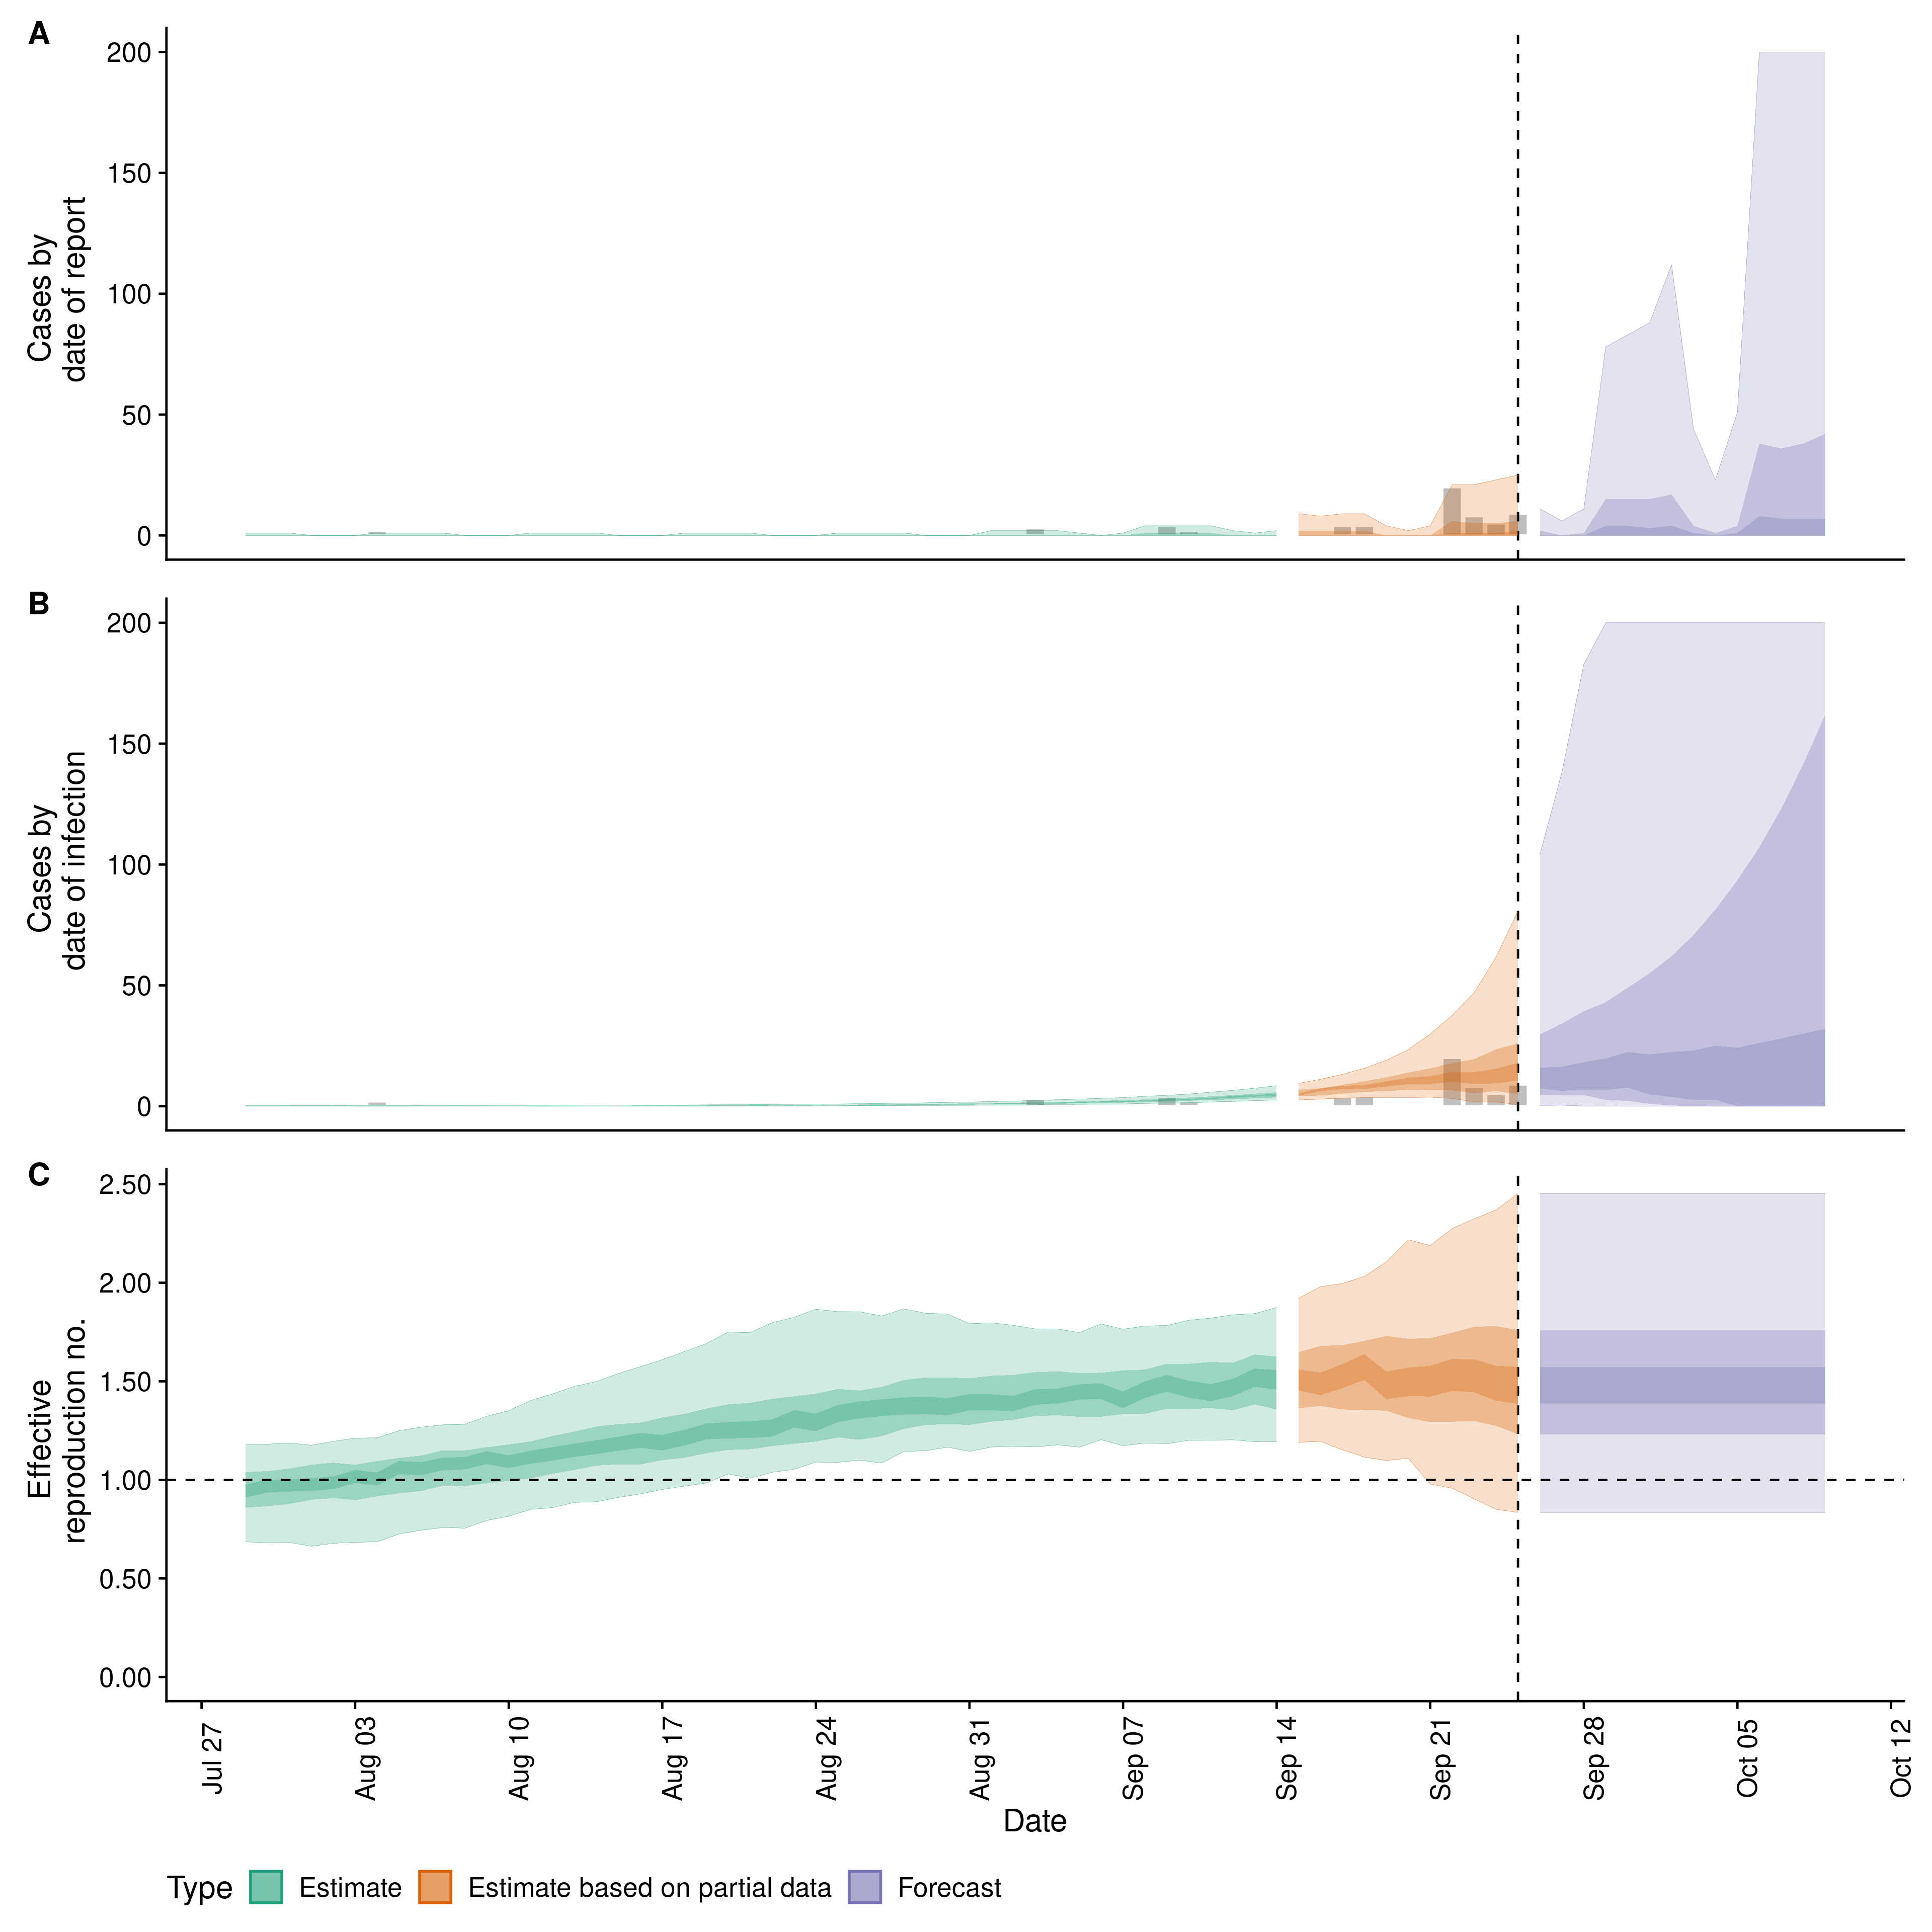 A
200
150
100
50
0
Cases by
date of report
B
200
150
100
50
0
Cases by
date of infection
C
2.50
2.00
1.50
1.00
0.50
0.00
Effective
reproduction no.
Jul 27
Aug 03
Aug 10
Aug 17
Aug 24
Aug 31
Sep 07
Sep 14
Sep 21
Sep 28
Oct 05
Oct 12
Date
Type Estimate Estimate based on partial data Forecast